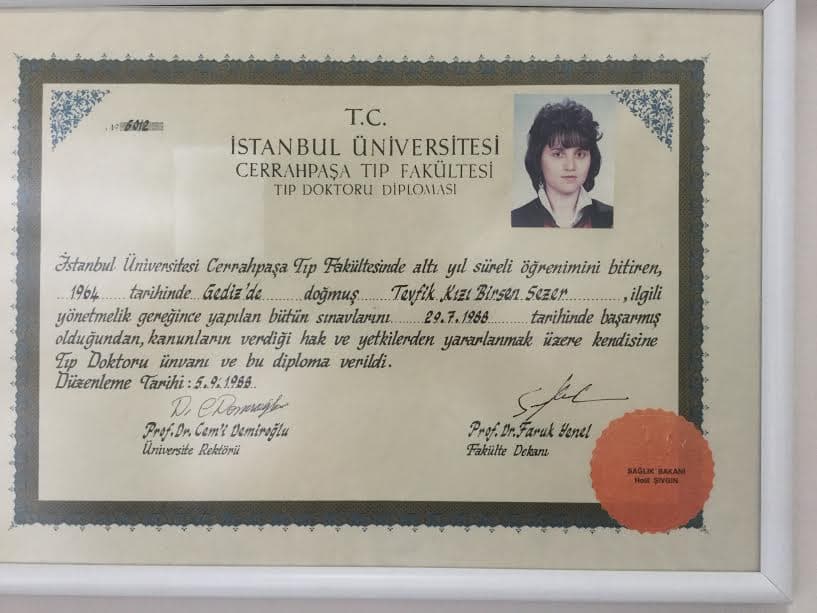 № 6012
T.C.
İSTANBUL ÜNİVERSİTESİ
CERRAHPAŞA TIP FAKÜLTESİ
TIP DOKTORU DİPLOMASI
İstanbul Üniversitesi Cerrahpaşa Tıp Fakültesinde altı yıl süreli öğrenimini bitiren,
1964 tarihinde Gediz'de doğmuş Tevfik Kızı Birsen Sezer, ilgili
yönetmelik gereğince yapılan bütün sınavlarını 29.7.1988 tarihinde başarmış
olduğundan, kanunların verdiği hak ve yetkilerden yararlanmak üzere kendisine
Tıp Doktoru ünvanı ve bu diploma verildi.
Düzenleme Tarihi : 5.9.1988
Prof.Dr.Cem'i Demiroğlu
Üniversite Rektörü
Prof.Dr.Faruk Yenel
Fakülte Dekanı
SAĞLIK BAKANI
Halil ŞIVGIN